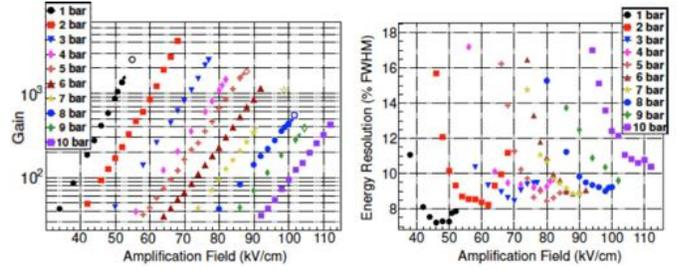 1 bar
2 bar
3 bar
4 bar
5 bar
6 bar
7 bar
8 bar
9 bar
10 bar
Gain
10³
10²
40 50 60 70 80 90 100 110
Amplification Field (kV/cm)
1 bar
2 bar
3 bar
4 bar
5 bar
6 bar
7 bar
8 bar
9 bar
10 bar
Energy Resolution (% FWHM)
18
16
14
12
10
8
40 50 60 70 80 90 100 110
Amplification Field (kV/cm)